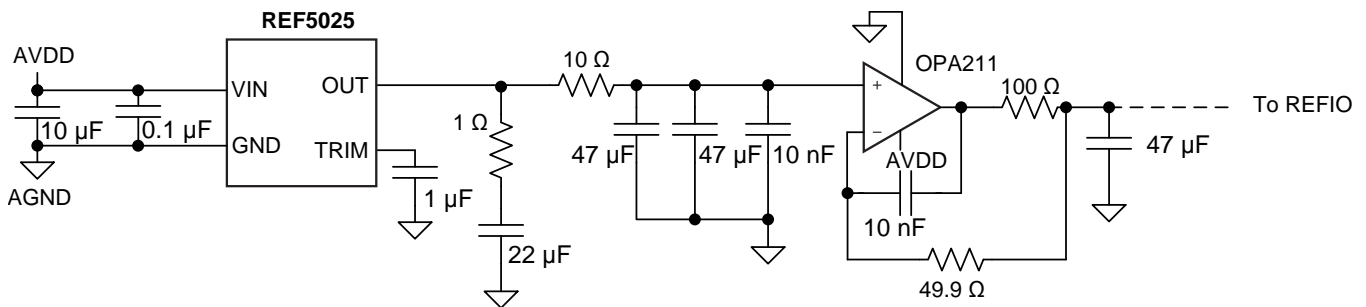 REF5025
AVDD
VIN
OUT
10 µF
0.1 µF
GND
TRIM
AGND
1 µF
1 Ω
22 µF
10 Ω
47 µF
47 µF
10 nF
+
−
OPA211
AVDD
10 nF
49.9 Ω
100 Ω
47 µF
To REFIO